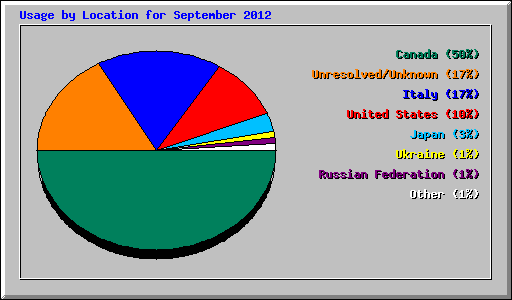 Usage by Location for September 2012
Canada (50%)
Unresolved/Unknown (17%)
Italy (17%)
United States (10%)
Japan (3%)
Ukraine (1%)
Russian Federation (1%)
Other (1%)